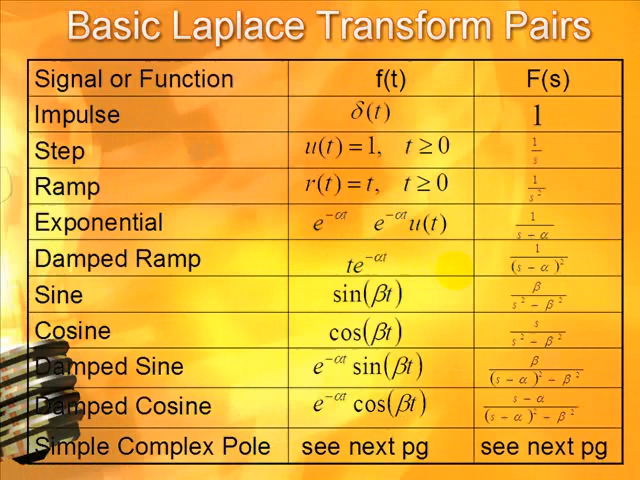 Basic Laplace Transform Pairs
Signal or Function f(t) F(s)
Impulse δ(t) 1
Step u(t) = 1, t ≥ 0 1/s
Ramp r(t) = t, t ≥ 0 1/s²
Exponential e^{-αt} e^{-αt}u(t) 1/(s - α)
Damped Ramp te^{-αt} 1/(s - α)²
Sine sin(βt) β/(s² - β²)
Cosine cos(βt) s/(s² - β²)
Damped Sine e^{-αt} sin(βt) β/((s - α)² - β²)
Damped Cosine e^{-αt} cos(βt) (s - α)/((s - α)² - β²)
Simple Complex Pole see next pg see next pg